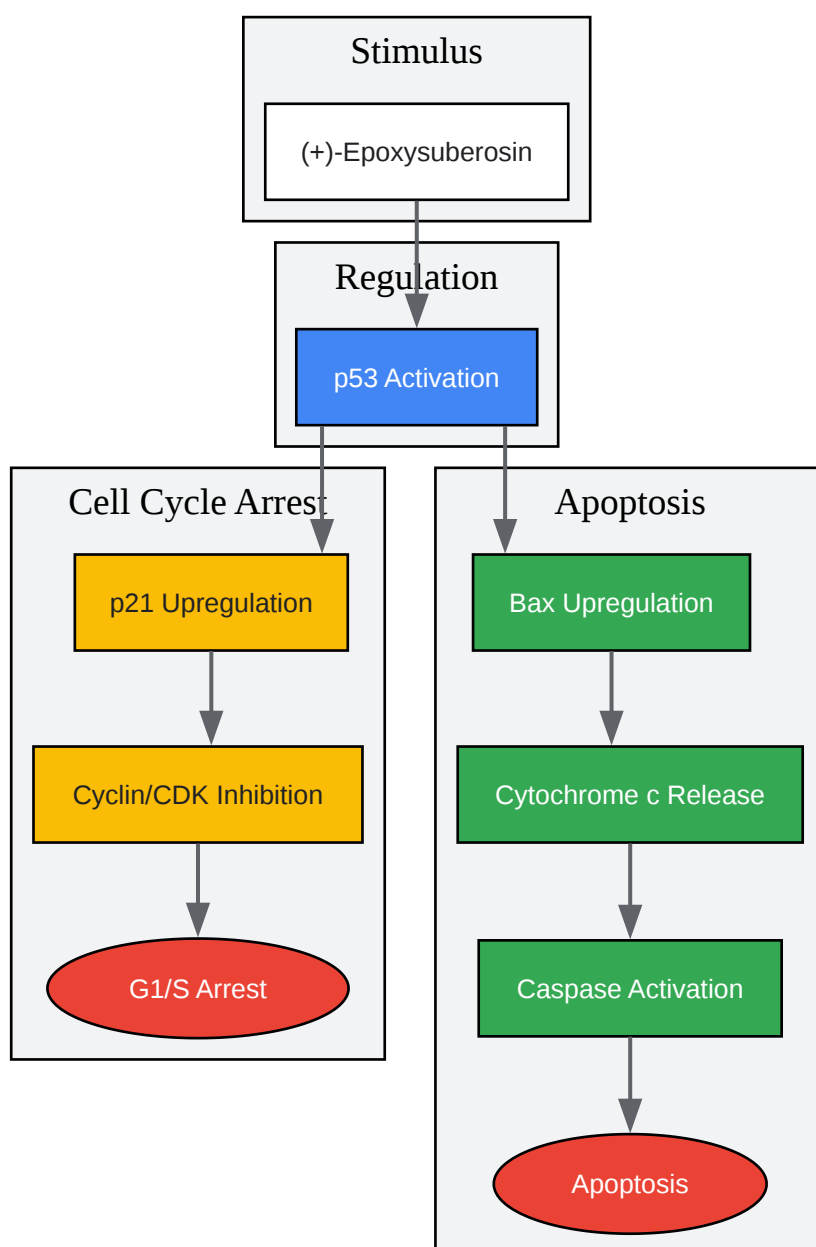 Stimulus
(+)-Epoxysuberosin
Regulation
p53 Activation
Cell Cycle Arrest
p21 Upregulation
Cyclin/CDK Inhibition
G1/S Arrest
Apoptosis
Bax Upregulation
Cytochrome c Release
Caspase Activation
Apoptosis